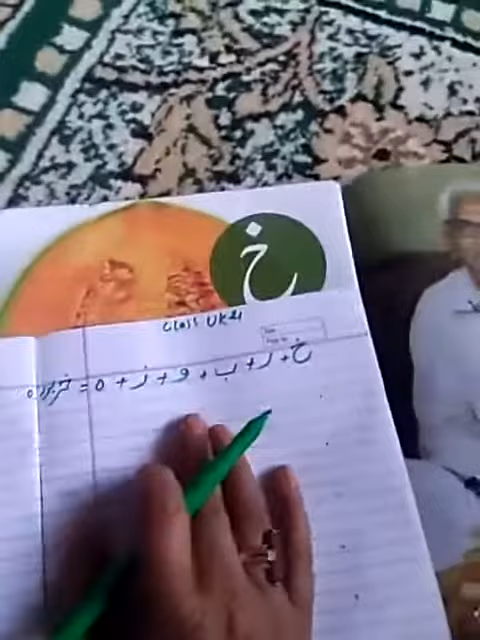 خ
Class UKG
خ + ر + ب + و + ز + ہ = خربوزہ